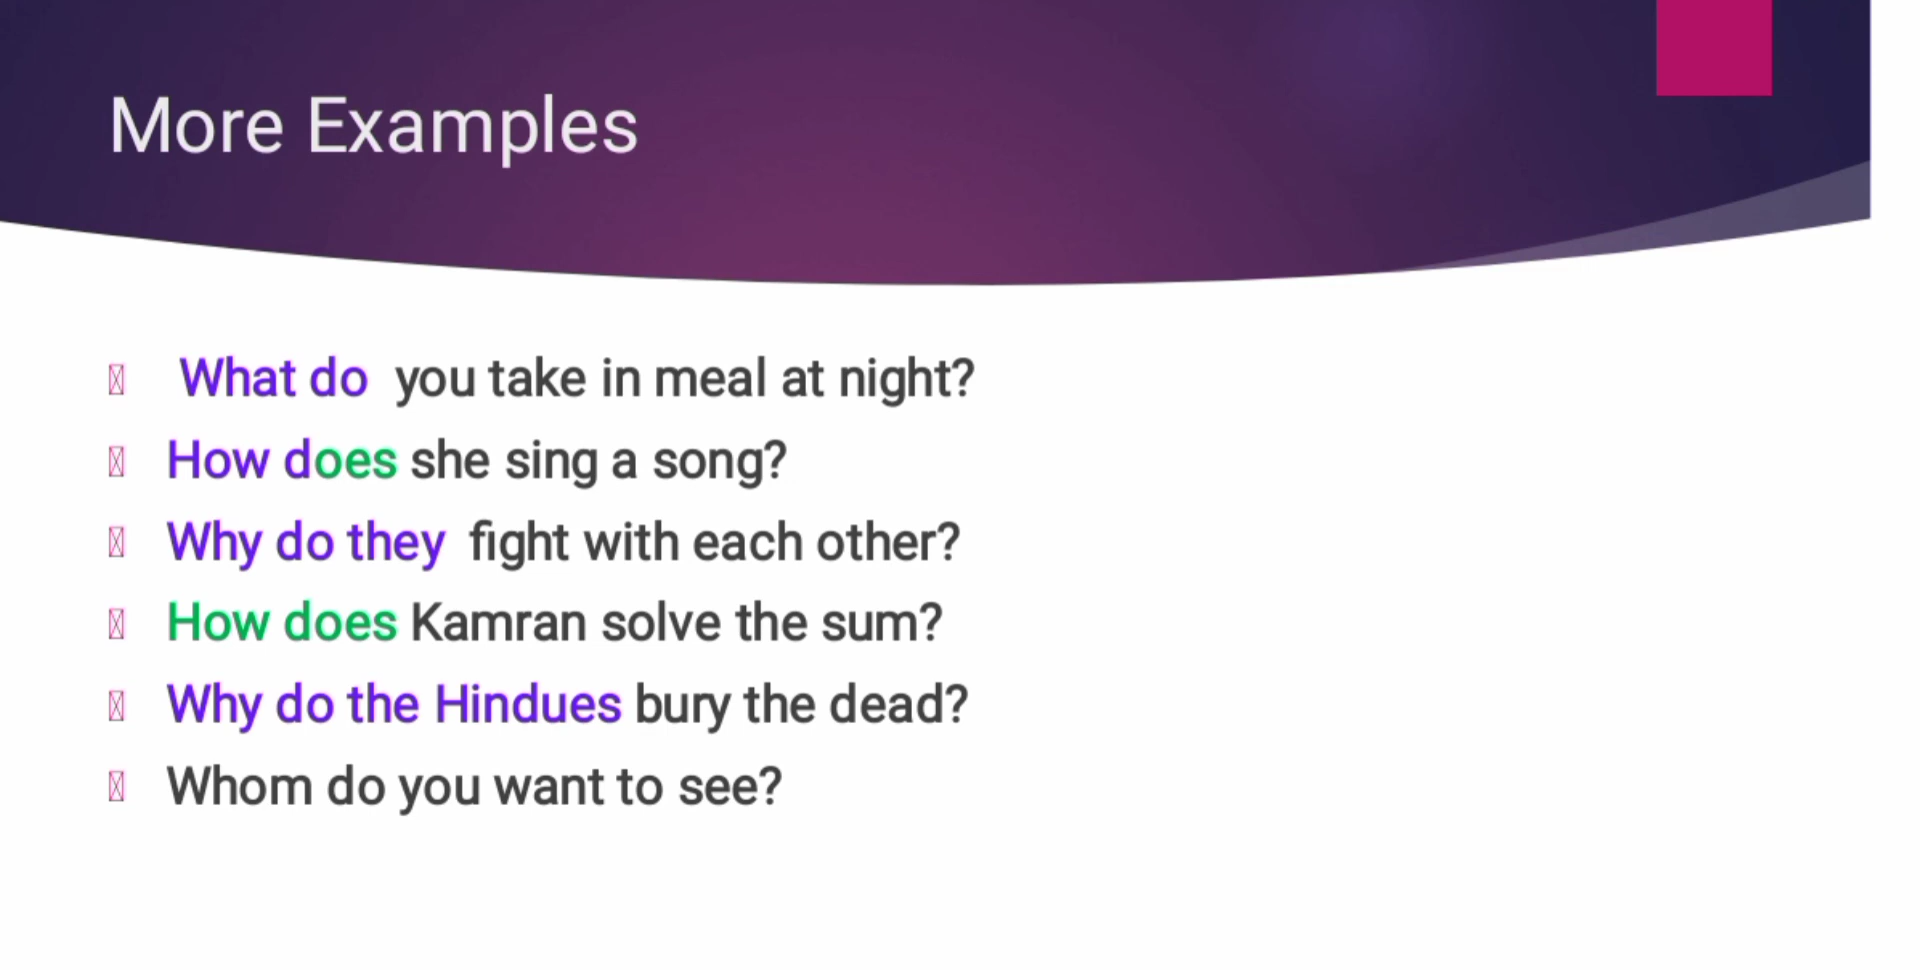 More Examples
What do you take in meal at night?
How does she sing a song?
Why do they fight with each other?
How does Kamran solve the sum?
Why do the Hindues bury the dead?
Whom do you want to see?